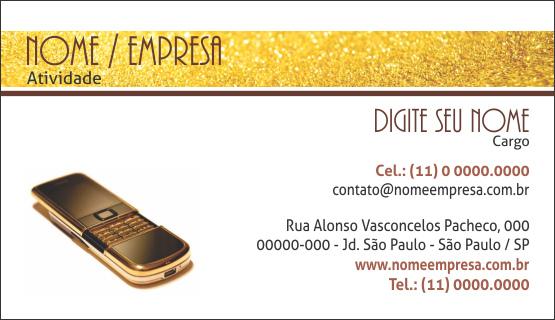 NOME / EMPRESA
Atividade
DIGITE SEU NOME
Cargo
Cel.: (11) 0 0000.0000
contato@nomeempresa.com.br
Rua Alonso Vasconcelos Pacheco, 000
00000-000 - Jd. São Paulo - São Paulo / SP
www.nomeempresa.com.br
Tel.: (11) 0000.0000